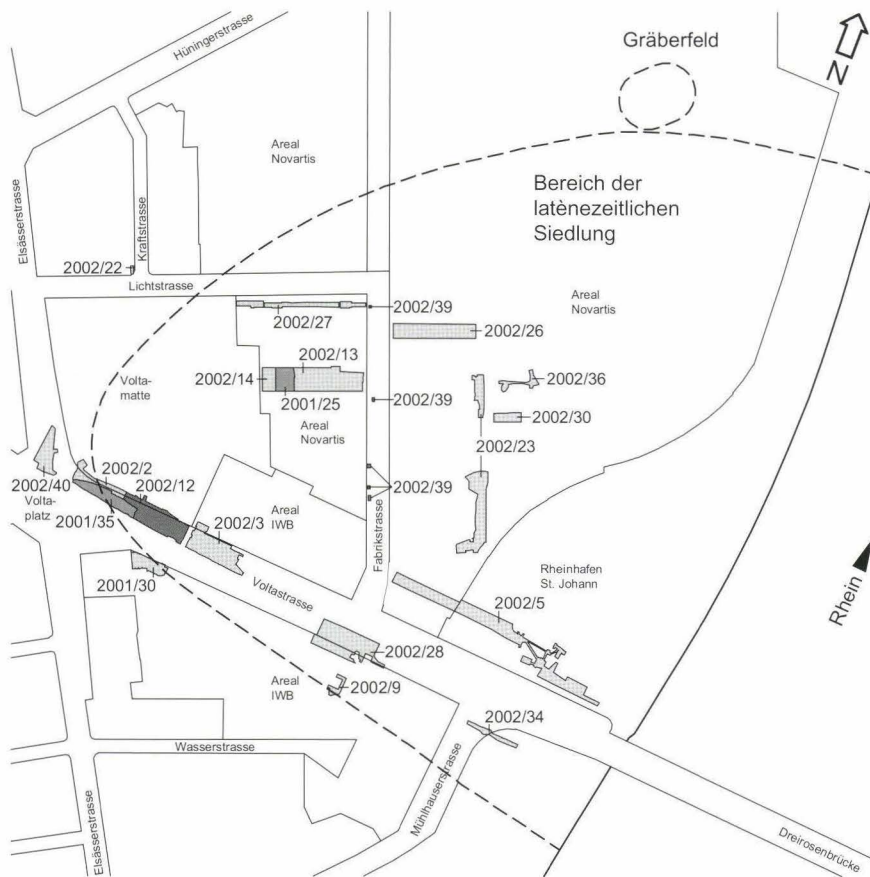 Hüningerstrasse
Gräberfeld
N
Elsässerstrasse
Kraftstrasse
Areal
Novartis
Bereich der
latènezeitlichen
Siedlung
2002/22
Lichtstrasse
2002/27
2002/39
Areal
Novartis
2002/26
2002/13
2002/14
2001/25
2002/36
Volta-
matte
2002/39
2002/30
Areal
Novartis
2002/23
2002/2
2002/12
2002/40
Volta-
platz
2001/35
2002/3
Areal
IWB
2002/39
Fabrikstrasse
2001/30
Voltastrasse
Rheinhafen
St. Johann
2002/5
Rhein
2002/28
Areal
IWB
2002/9
2002/34
Wasserstrasse
Mühlhauserstrasse
Elsässerstrasse
Dreirosenbrücke